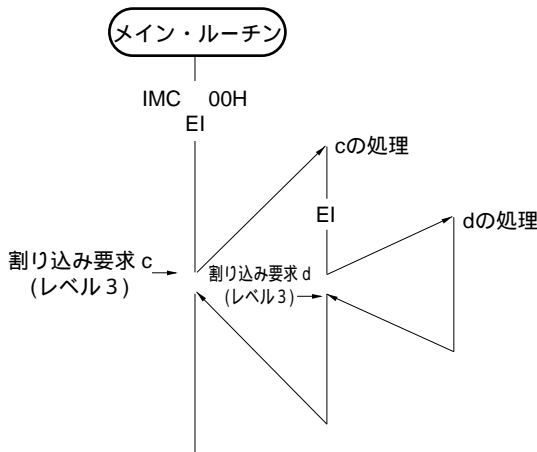 メイン・ルーチン
IMC 00H
EI
cの処理
EI
dの処理
割り込み要求 c
(レベル3)
割り込み要求 d
(レベル3)